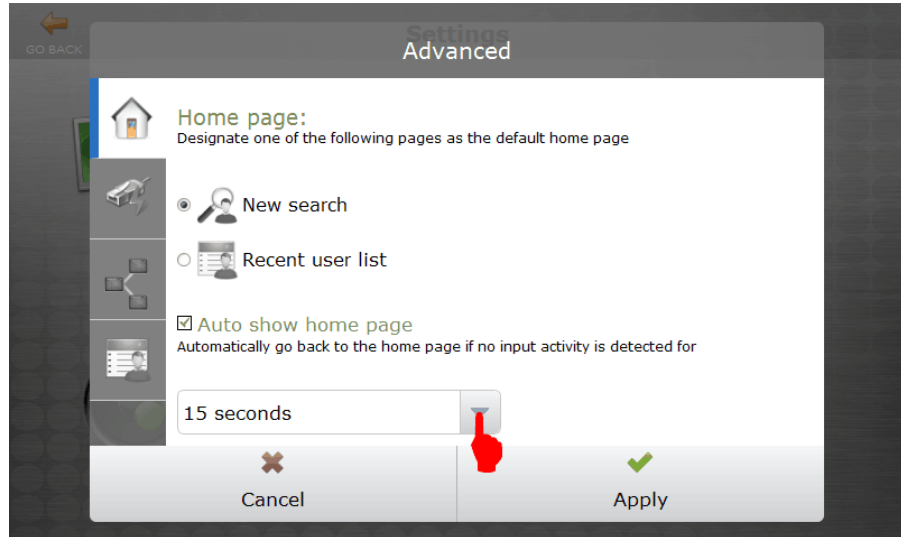 Settings
GO BACK
Advanced
Home page:
Designate one of the following pages as the default home page
New search
Recent user list
Auto show home page
Automatically go back to the home page if no input activity is detected for
15 seconds
Cancel
Apply